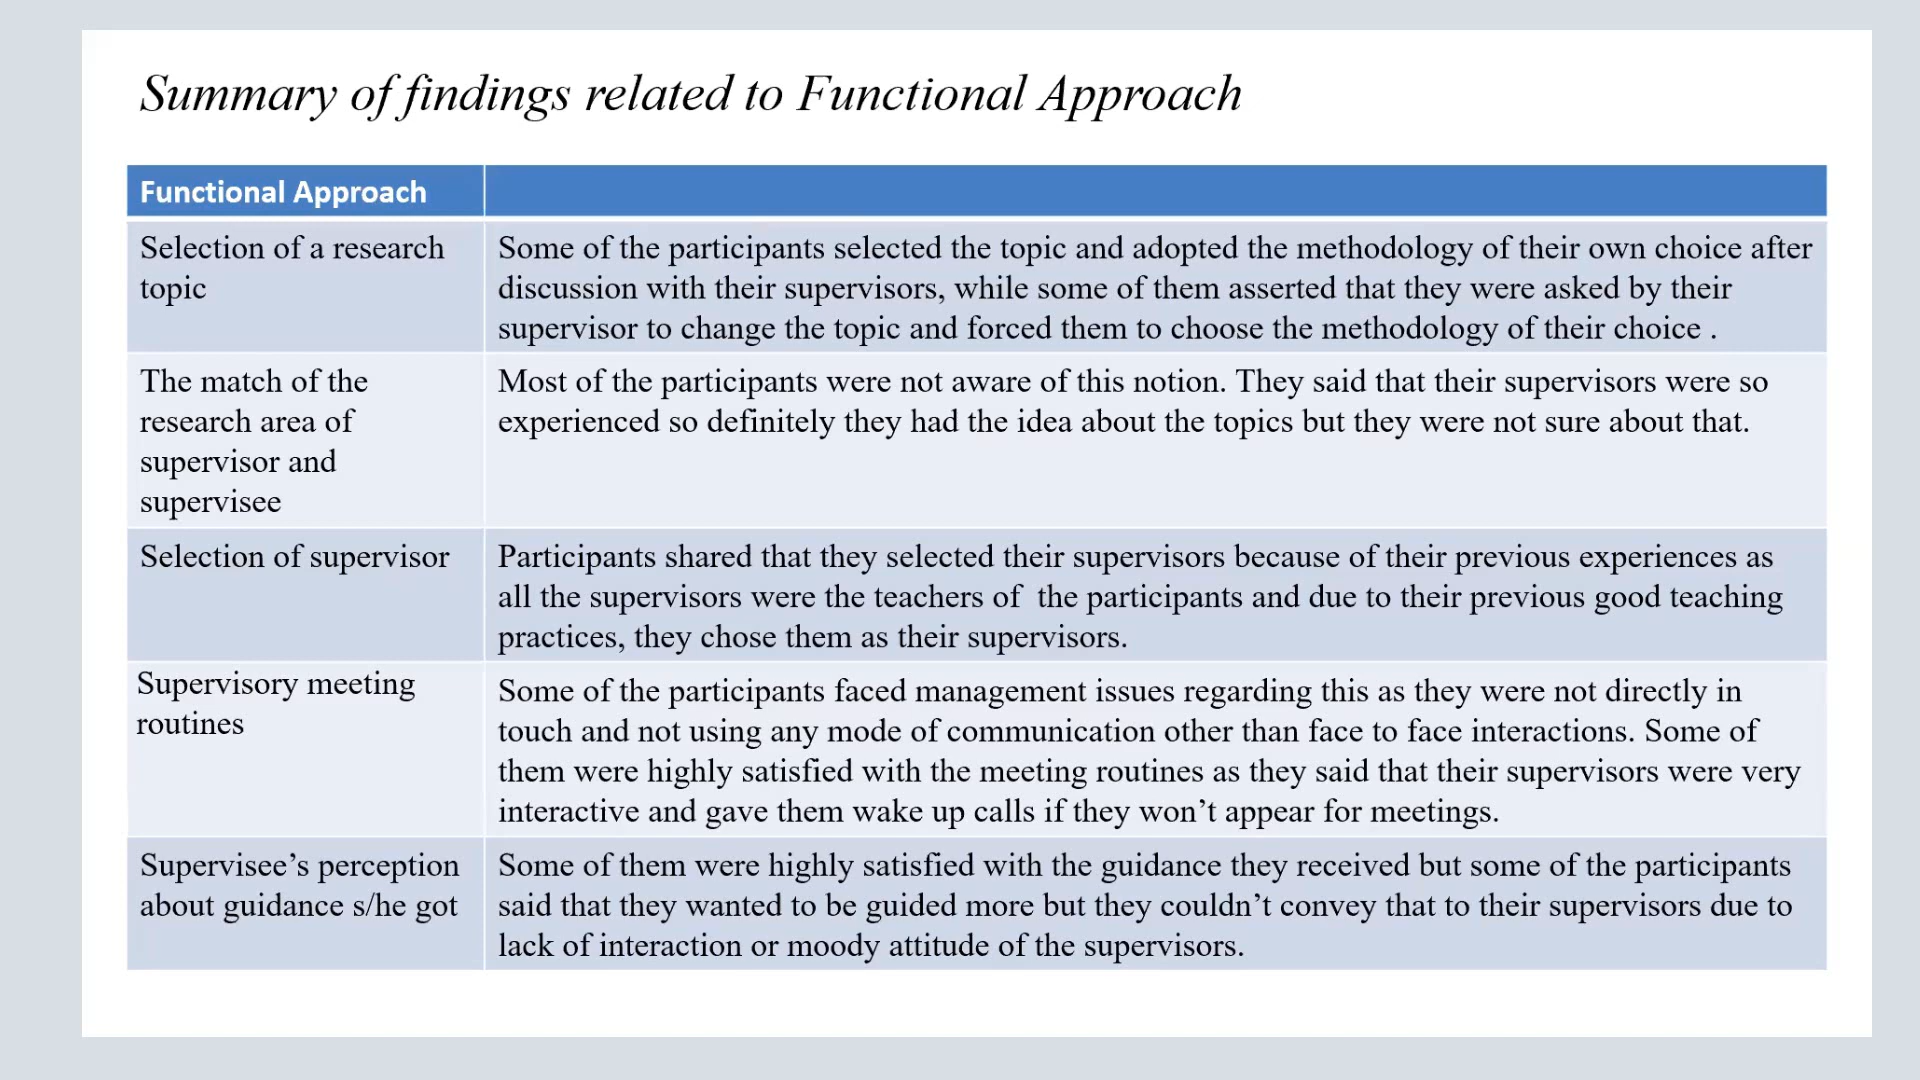 Summary of findings related to Functional Approach
Functional Approach
Selection of a research
topic
Some of the participants selected the topic and adopted the methodology of their own choice after
discussion with their supervisors, while some of them asserted that they were asked by their
supervisor to change the topic and forced them to choose the methodology of their choice .
The match of the
research area of
supervisor and
supervisee
Most of the participants were not aware of this notion. They said that their supervisors were so
experienced so definitely they had the idea about the topics but they were not sure about that.
Selection of supervisor
Participants shared that they selected their supervisors because of their previous experiences as
all the supervisors were the teachers of  the participants and due to their previous good teaching
practices, they chose them as their supervisors.
Supervisory meeting
routines
Some of the participants faced management issues regarding this as they were not directly in
touch and not using any mode of communication other than face to face interactions. Some of
them were highly satisfied with the meeting routines as they said that their supervisors were very
interactive and gave them wake up calls if they won’t appear for meetings.
Supervisee’s perception
about guidance s/he got
Some of them were highly satisfied with the guidance they received but some of the participants
said that they wanted to be guided more but they couldn’t convey that to their supervisors due to
lack of interaction or moody attitude of the supervisors.